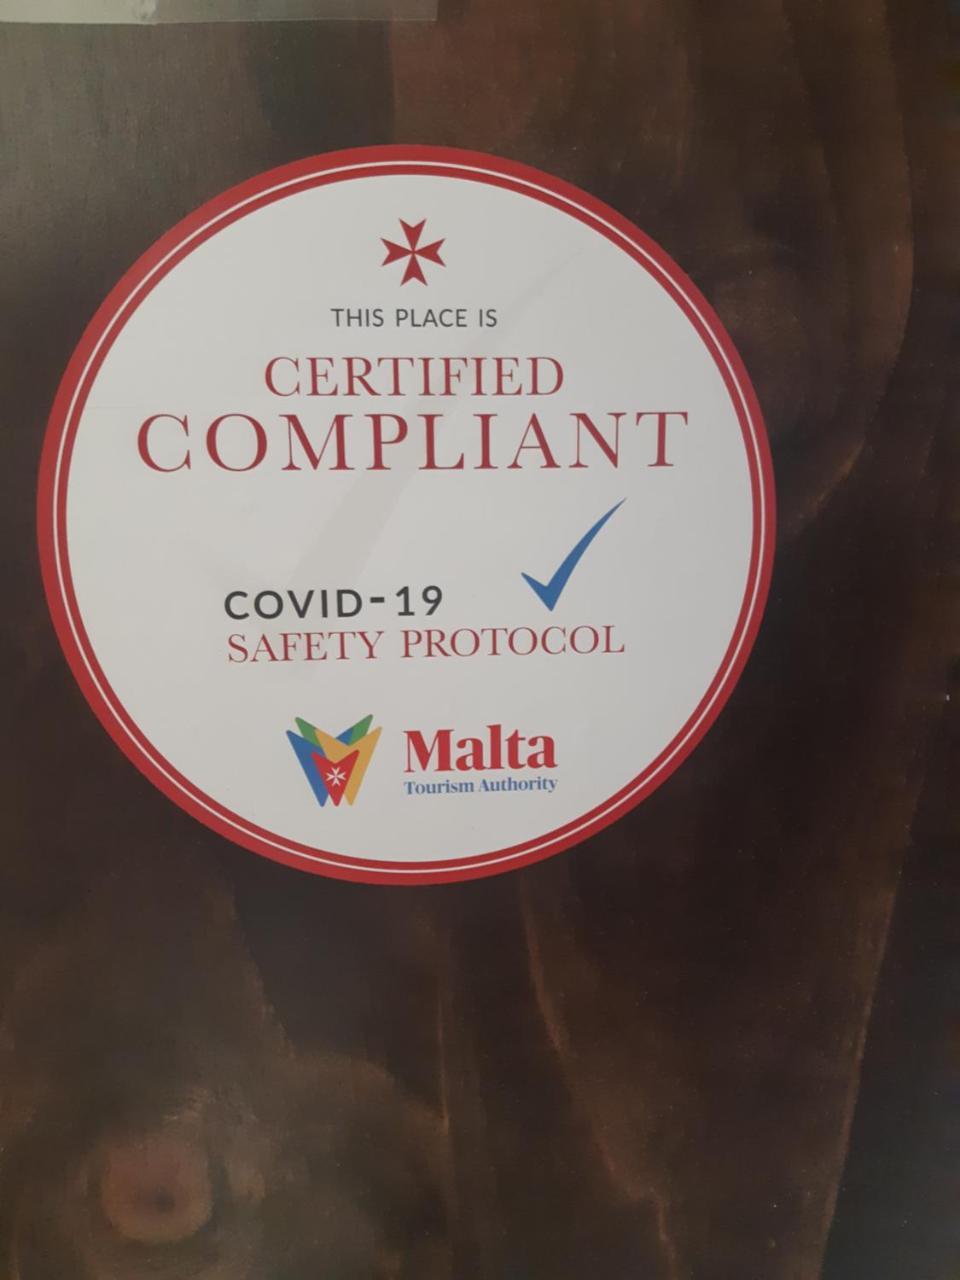 THIS PLACE IS
CERTIFIED
COMPLIANT
COVID-19
SAFETY PROTOCOL
Malta
Tourism Authority